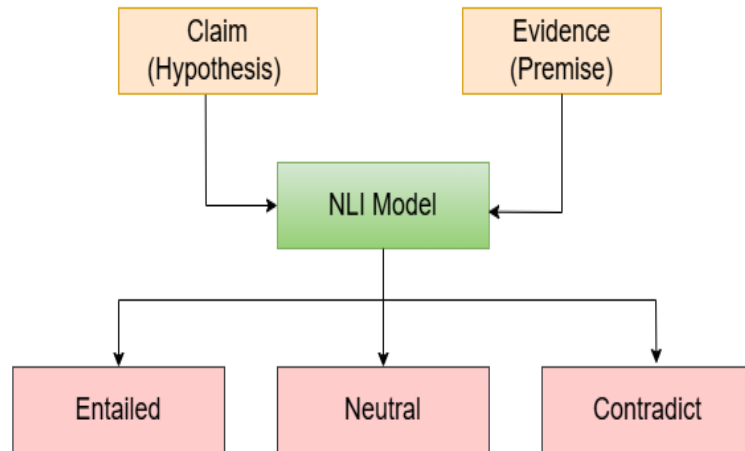 Claim
(Hypothesis)
Evidence
(Premise)
NLI Model
Entailed
Neutral
Contradict